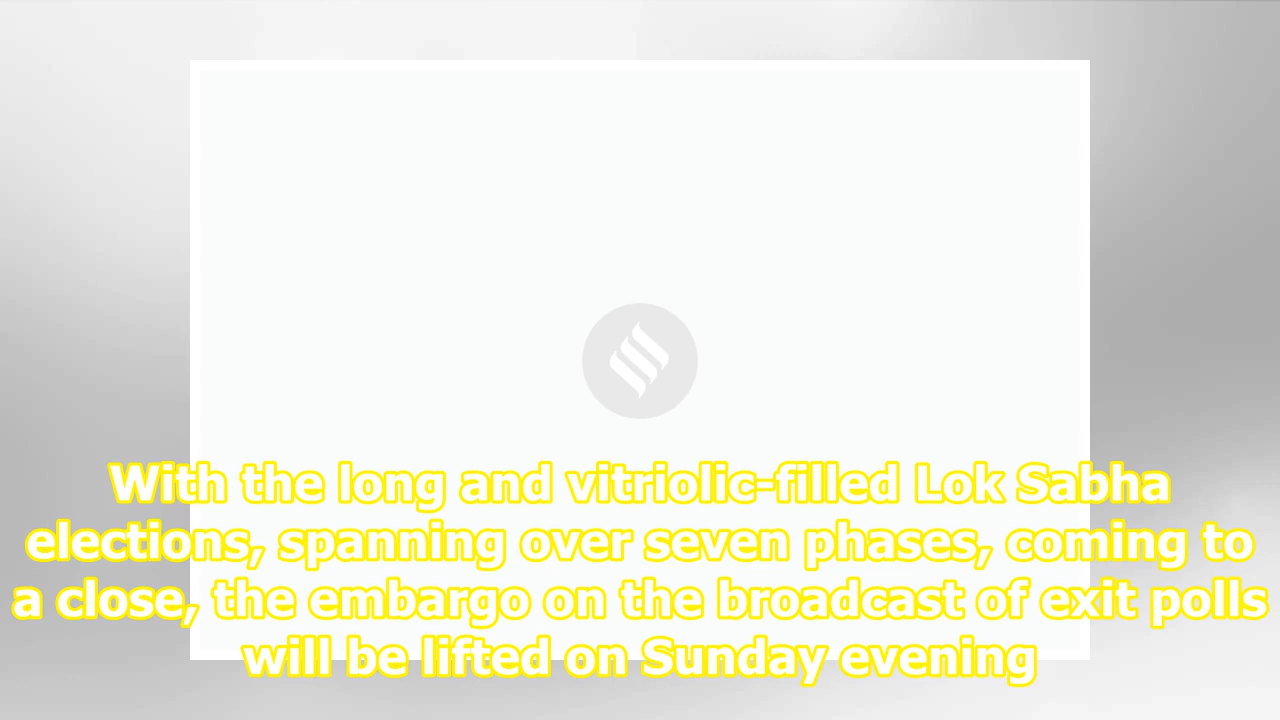 With the long and vitriolic-filled Lok Sabha
elections, spanning over seven phases, coming to
a close, the embargo on the broadcast of exit polls
will be lifted on Sunday evening